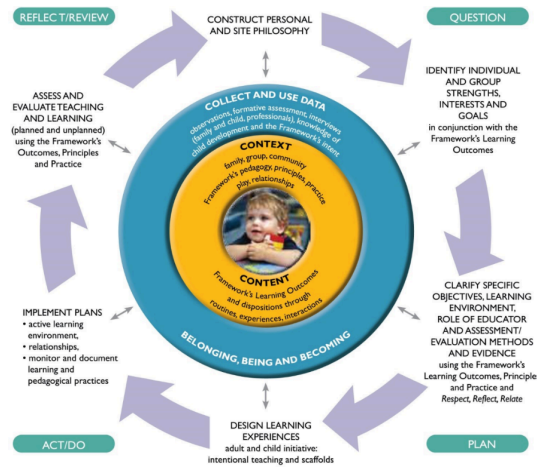 REFLECT/REVIEW
CONSTRUCT PERSONAL
AND SITE PHILOSOPHY
QUESTION
IDENTIFY INDIVIDUAL
AND GROUP
STRENGTHS,
INTERESTS AND
GOALS
in conjunction with the
Framework's Learning
Outcomes
CLARIFY SPECIFIC
OBJECTIVES, LEARNING
ENVIRONMENT,
ROLE OF EDUCATOR
AND ASSESSMENT/
EVALUATION METHODS
AND EVIDENCE
using the Framework's
Learning Outcomes, Principle
and Practice and
Respect, Reflect, Relate
PLAN
DESIGN LEARNING
EXPERIENCES
adult and child initiative:
intentional teaching and scaffolds
ACT/DO
IMPLEMENT PLANS
• active learning
environment,
• relationships,
• monitor and document
learning and
pedagogical practices
ASSESS AND
EVALUATE TEACHING
AND LEARNING
(planned and unplanned)
using the Framework's
Outcomes, Principles
and Practice
COLLECT AND USE DATA
observations, formative assessment, interviews
(family and child, professionals), knowledge of
child development and the Framework's intent
CONTEXT
family, group, community
Framework's pedagogy, principles, practice
play, relationships
CONTENT
Framework's Learning Outcomes
and dispositions through
routines, experiences, interactions
BELONGING, BEING AND BECOMING